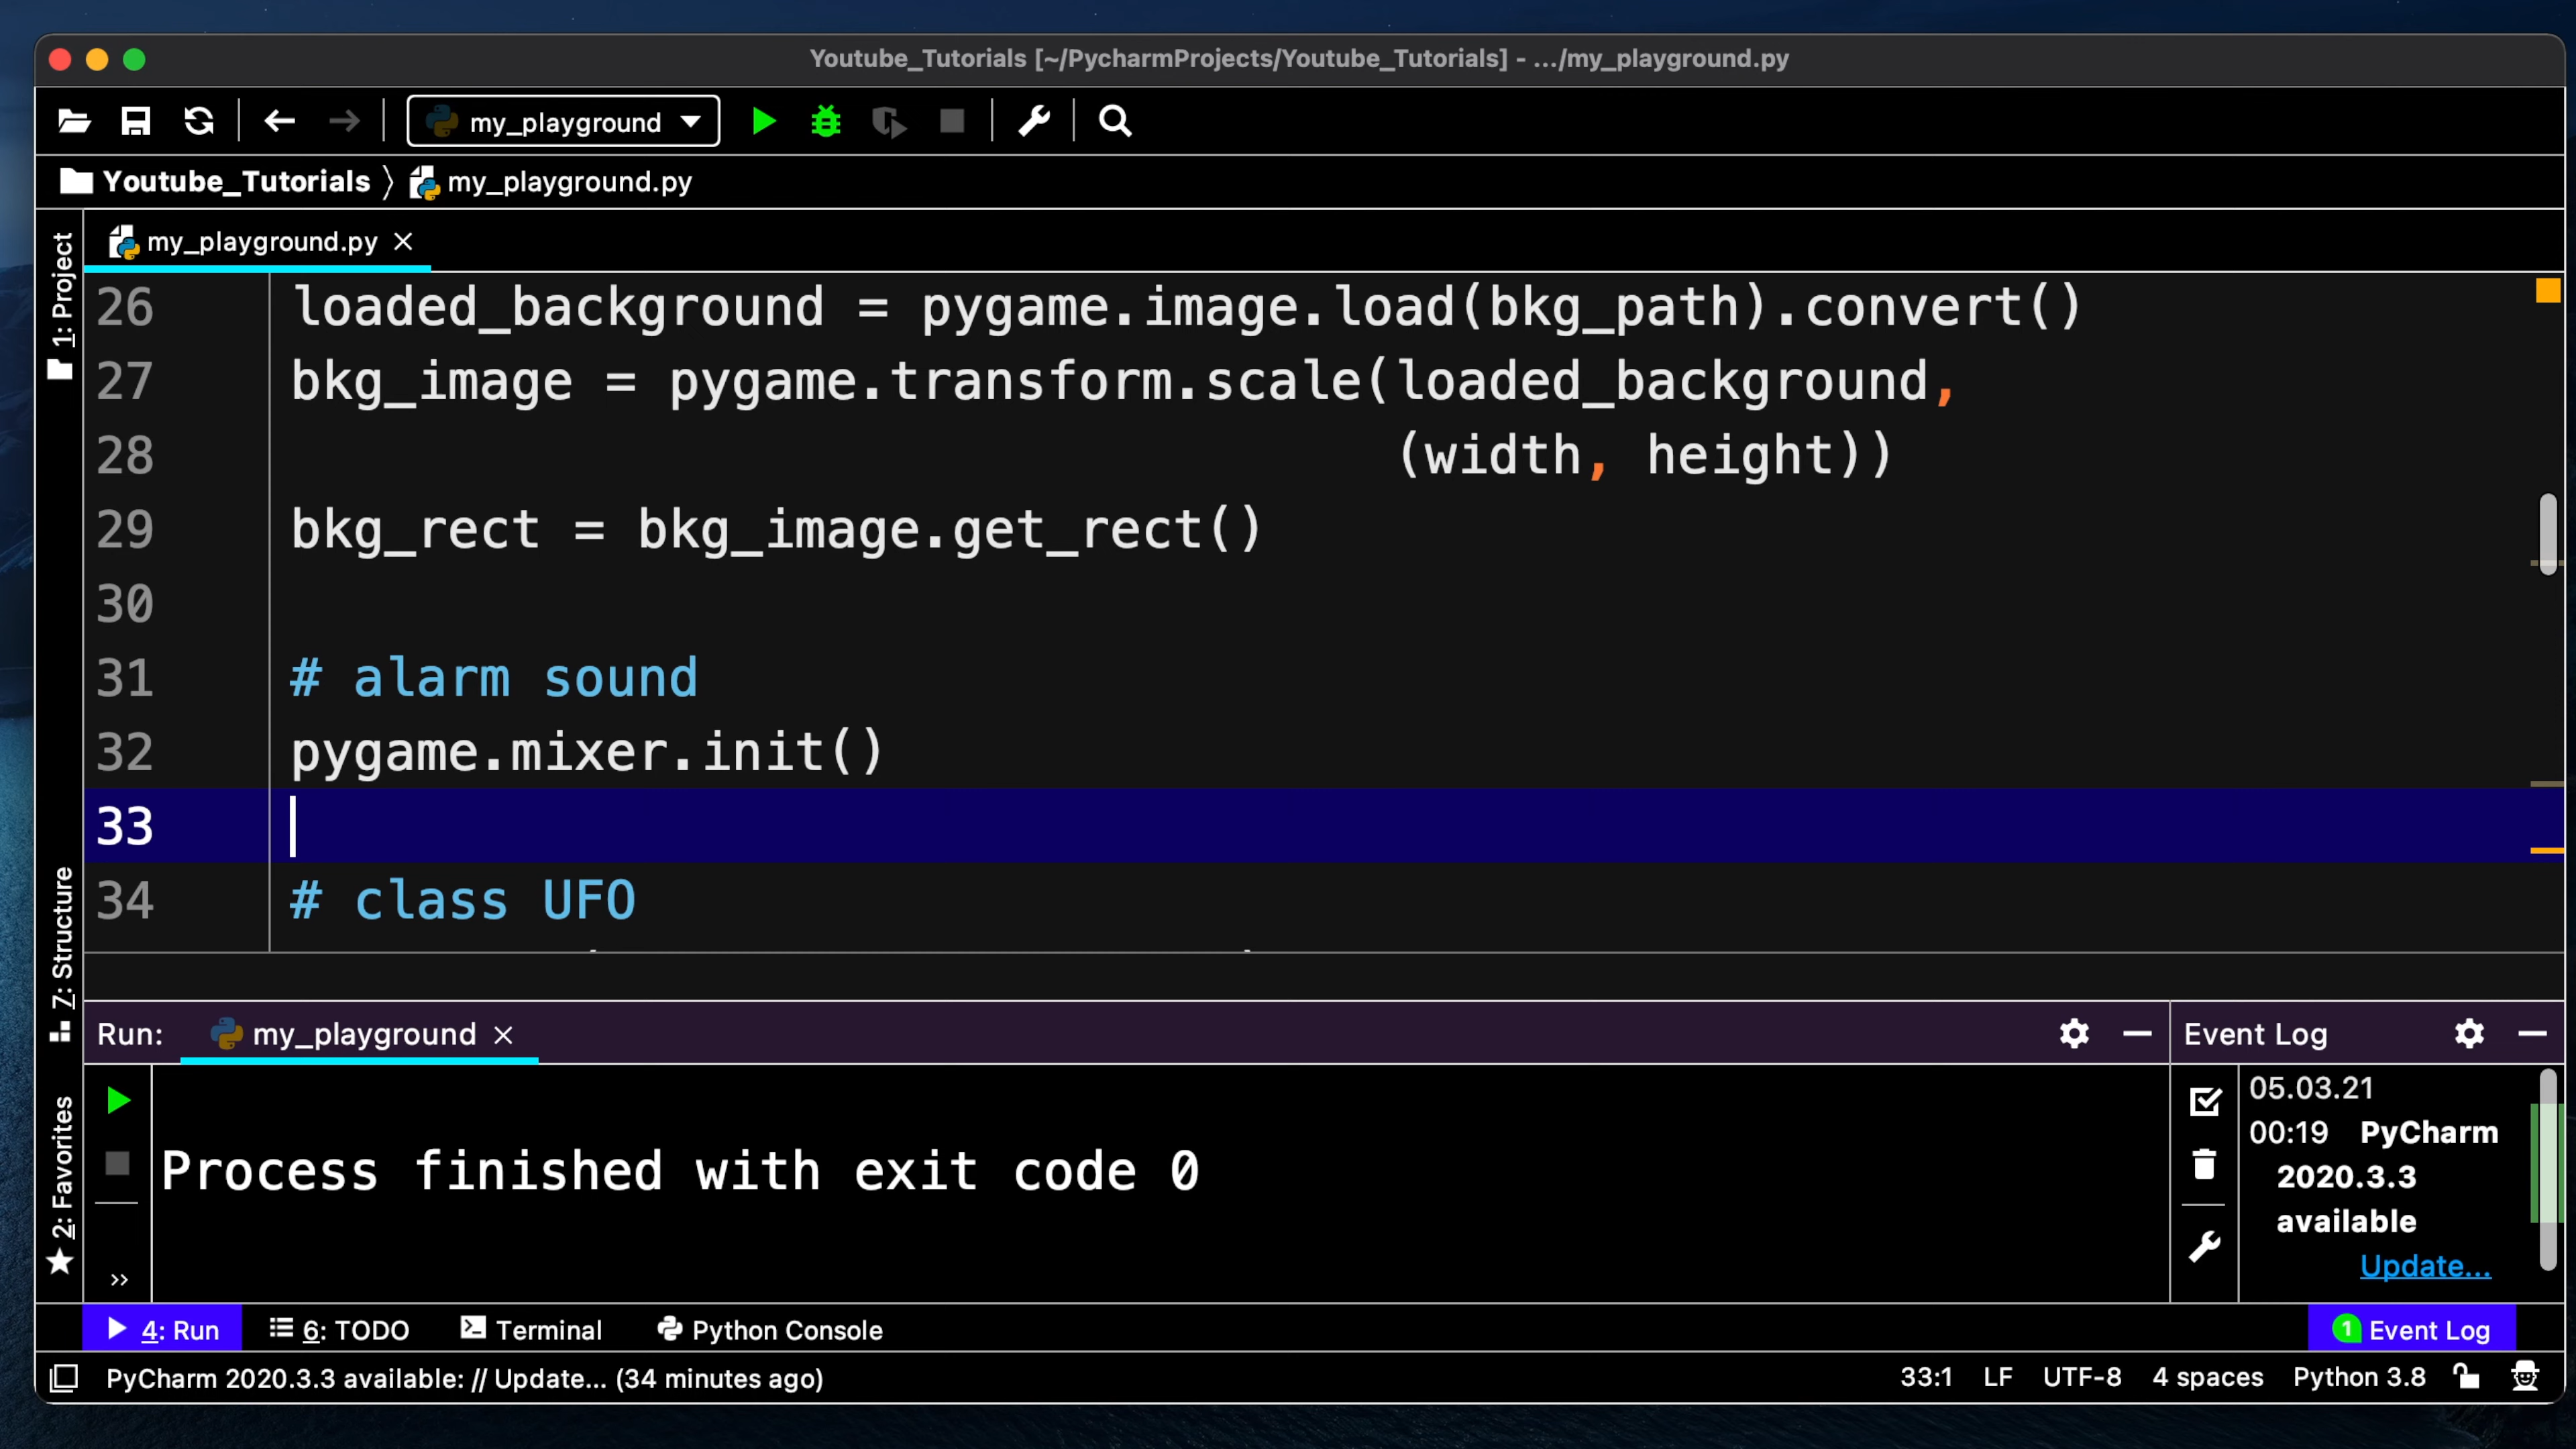 Youtube_Tutorials [~/PycharmProjects/Youtube_Tutorials] - .../my_playground.py
my_playground
Youtube_Tutorials 〉 my_playground.py
1: Project
my_playground.py ×
26 loaded_background = pygame.image.load(bkg_path).convert()
27 bkg_image = pygame.transform.scale(loaded_background,
28 (width, height))
29 bkg_rect = bkg_image.get_rect()
30
31 # alarm sound
32 pygame.mixer.init()
33
34 # class UFO
7: Structure
2: Favorites
Run: my_playground ×
Process finished with exit code 0
Event Log
05.03.21
00:19 PyCharm
2020.3.3
available
Update...
4: Run 6: TODO Terminal Python Console 1 Event Log
PyCharm 2020.3.3 available: // Update... (34 minutes ago) 33:1 LF UTF-8 4 spaces Python 3.8